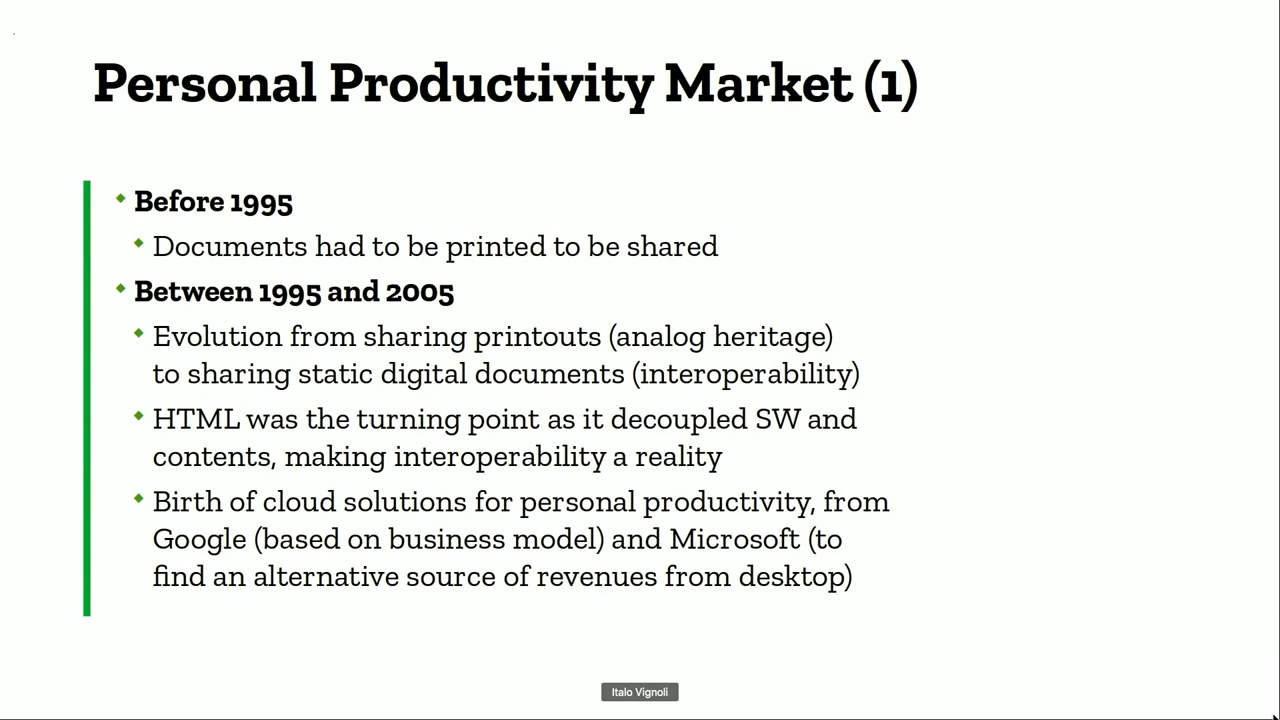 Personal Productivity Market (1)
Before 1995
Documents had to be printed to be shared
Between 1995 and 2005
Evolution from sharing printouts (analog heritage)
to sharing static digital documents (interoperability)
HTML was the turning point as it decoupled SW and
contents, making interoperability a reality
Birth of cloud solutions for personal productivity, from
Google (based on business model) and Microsoft (to
find an alternative source of revenues from desktop)
Italo Vignoli